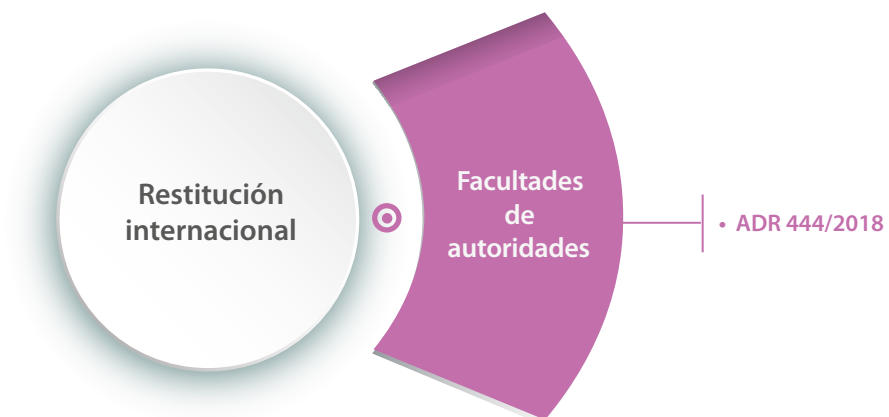 Restitución
internacional
Facultades
de
autoridades
• ADR 444/2018